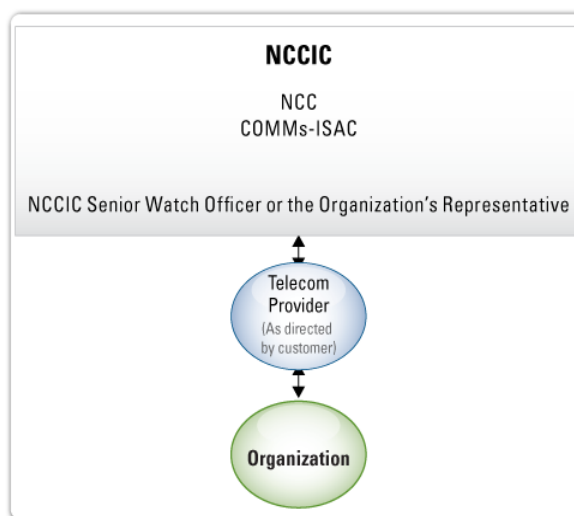 NCCIC
NCC
COMMs-ISAC
NCCIC Senior Watch Officer or the Organization's Representative
Telecom
Provider
(As directed
by customer)
Organization